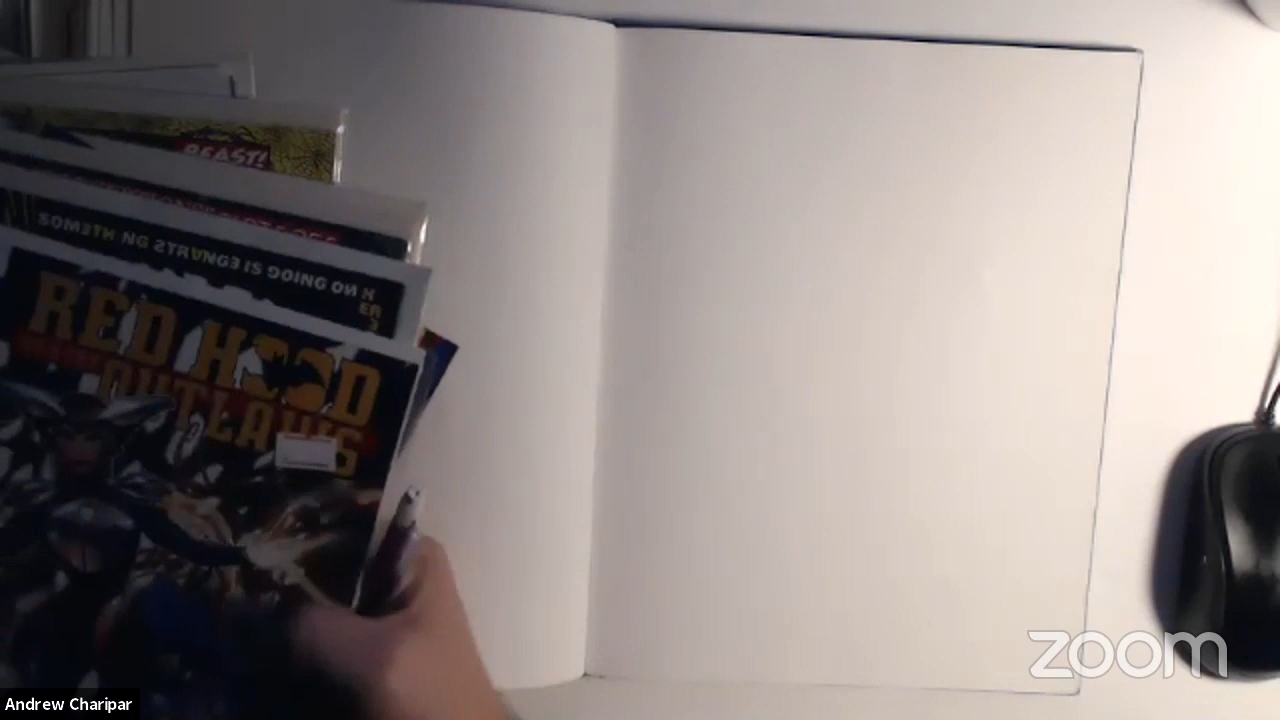 BEAST!
SOMETHING STRANGE IS GOING ON HERE
RED HOOD
OUTLAWS
zoom
Andrew Charipar